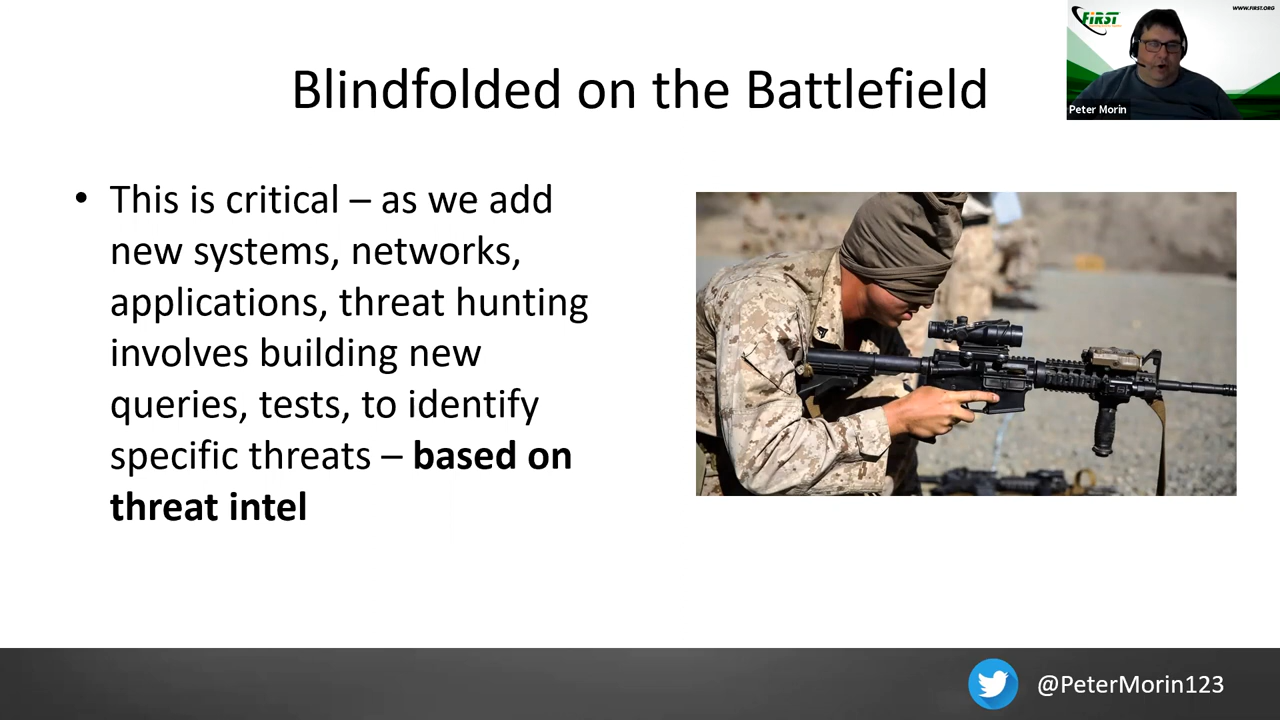 FiRST
WWW.FIRST.ORG
Peter Morin
Blindfolded on the Battlefield
• This is critical – as we add
new systems, networks,
applications, threat hunting
involves building new
queries, tests, to identify
specific threats – based on
threat intel
@PeterMorin123